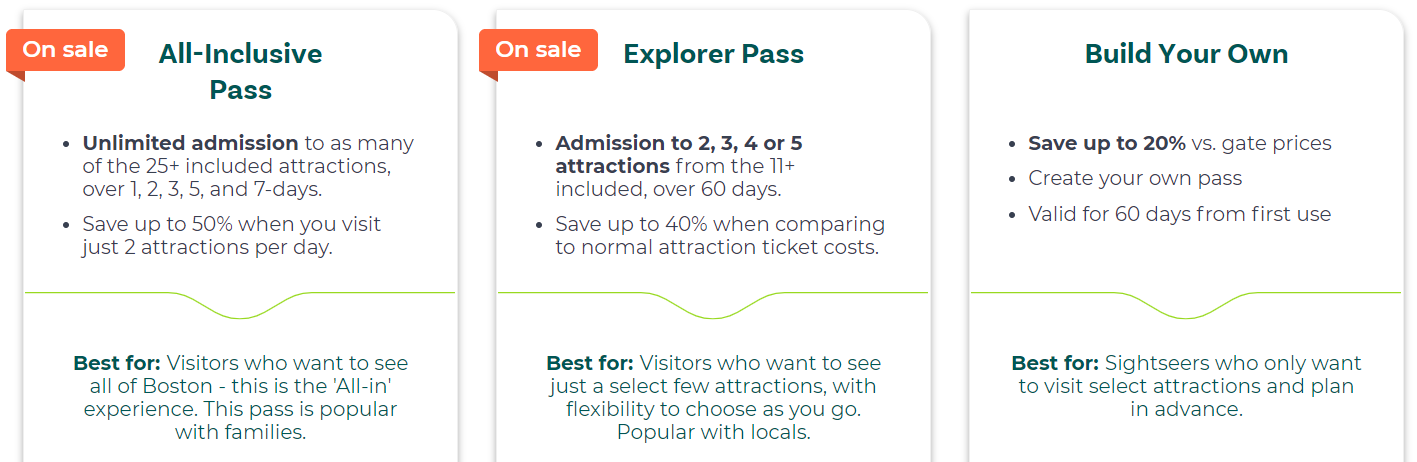 On sale
All-Inclusive
Pass
• Unlimited admission to as many
of the 25+ included attractions,
over 1, 2, 3, 5, and 7-days.
• Save up to 50% when you visit
just 2 attractions per day.
Best for: Visitors who want to see
all of Boston - this is the 'All-in'
experience. This pass is popular
with families.
On sale
Explorer Pass
• Admission to 2, 3, 4 or 5
attractions from the 11+
included, over 60 days.
• Save up to 40% when comparing
to normal attraction ticket costs.
Best for: Visitors who want to see
just a select few attractions, with
flexibility to choose as you go.
Popular with locals.
Build Your Own
• Save up to 20% vs. gate prices
• Create your own pass
• Valid for 60 days from first use
Best for: Sightseers who only want
to visit select attractions and plan
in advance.